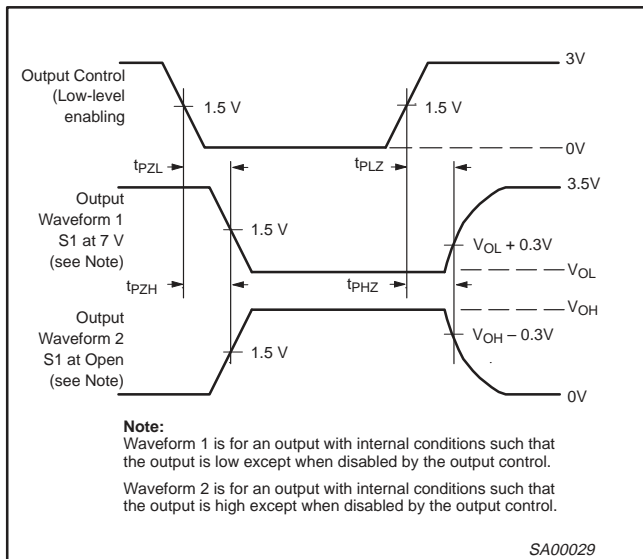 Output Control
(Low-level
enabling
1.5 V
1.5 V
3V
0V
tPZL
tPLZ
Output
Waveform 1
S1 at 7 V
(see Note)
1.5 V
3.5V
VOL + 0.3V
VOL
tPZH
tPHZ
VOH
Output
Waveform 2
S1 at Open
(see Note)
1.5 V
VOH – 0.3V
0V
Note:
Waveform 1 is for an output with internal conditions such that
the output is low except when disabled by the output control.
Waveform 2 is for an output with internal conditions such that
the output is high except when disabled by the output control.
SA00029